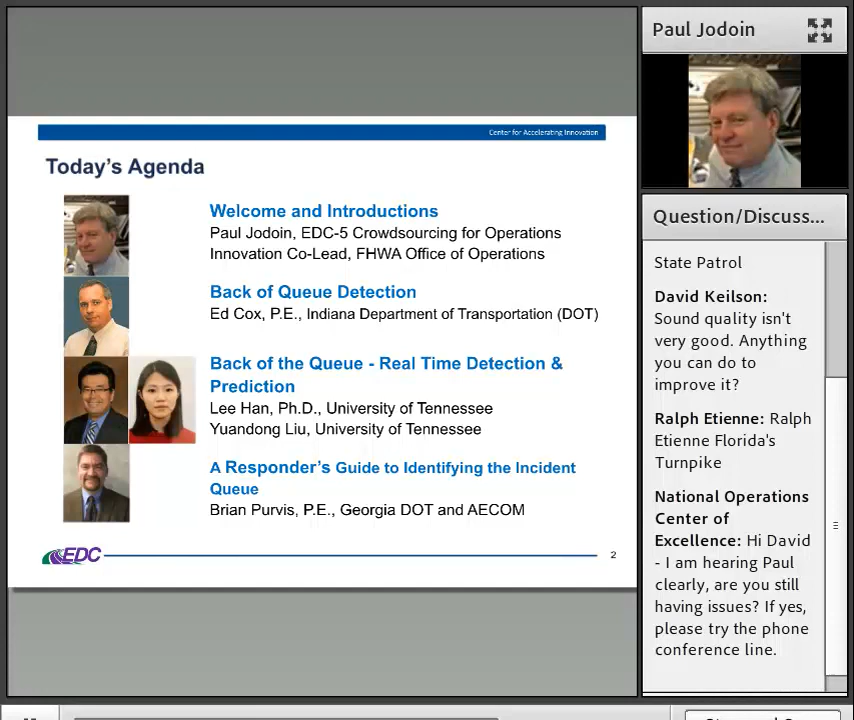 Center for Accelerating Innovation
Today's Agenda
Welcome and Introductions
Paul Jodoin, EDC-5 Crowdsourcing for Operations
Innovation Co-Lead, FHWA Office of Operations
Back of Queue Detection
Ed Cox, P.E., Indiana Department of Transportation (DOT)
Back of the Queue - Real Time Detection &
Prediction
Lee Han, Ph.D., University of Tennessee
Yuandong Liu, University of Tennessee
A Responder's Guide to Identifying the Incident
Queue
Brian Purvis, P.E., Georgia DOT and AECOM
EDC
2
Paul Jodoin
Question/Discuss...
State Patrol
David Keilson:
Sound quality isn't
very good. Anything
you can do to
improve it?
Ralph Etienne: Ralph
Etienne Florida's
Turnpike
National Operations
Center of
Excellence: Hi David
- I am hearing Paul
clearly, are you still
having issues? If yes,
please try the phone
conference line.